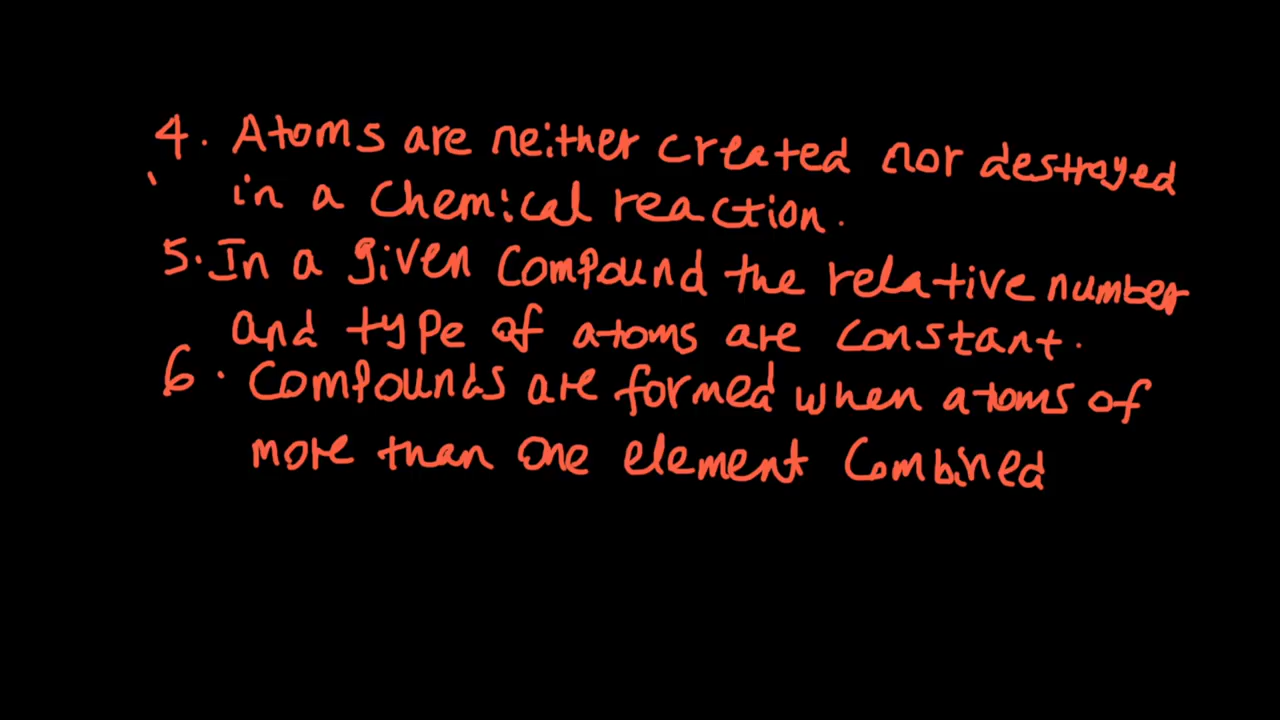 4. Atoms are neither created nor destroyed
in a chemical reaction.
5. In a given compound the relative number
and type of atoms are constant.
6. Compounds are formed when atoms of
more than one element combined